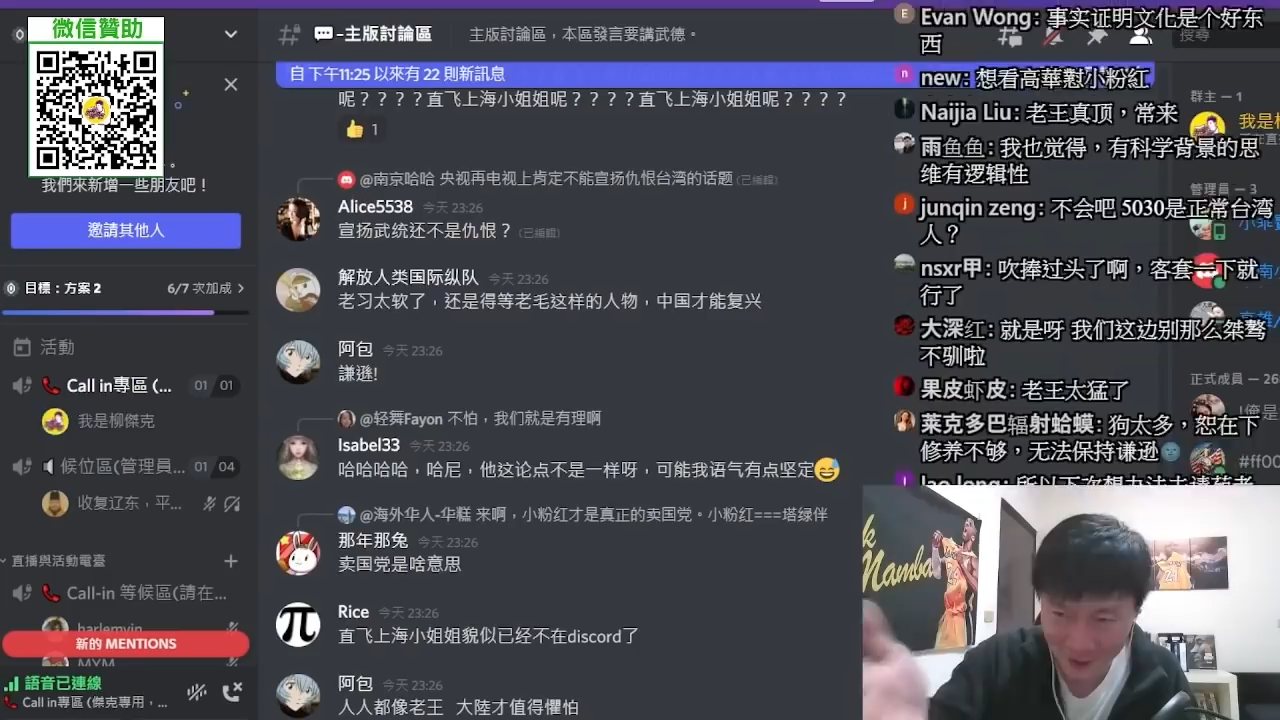 微信贊助
我們來新增一些朋友吧！
邀請其他人
目標：方案 2
6/7 次加成
活動
Call in專區 (...
01 01
我是柳傑克
候位區(管理員...
01 04
收复辽东，平...
直播與活動電臺
Call-in 等候區(請在...
harlemvin
新的 MENTIONS
MYM
語音已連線
Call in專區 (傑克專用，...
-主版討論區
主版討論區，本區發言要講武德。
自 下午11:25 以來有 22 則新訊息
呢？？？？直飞上海小姐姐呢？？？？直飞上海小姐姐呢？？？？
1
@南京哈哈 央视再电视上肯定不能宣扬仇恨台湾的话题 (已編輯)
Alice5538 今天 23:26
宣扬武统还不是仇恨？ (已編輯)
解放人类国际纵队 今天 23:26
老习太软了，还是得等老毛这样的人物，中国才能复兴
阿包 今天 23:26
謙遜!
@轻舞Fayon 不怕，我们就是有理啊
Isabel33 今天 23:26
哈哈哈哈，哈尼，他这论点不是一样呀，可能我语气有点坚定😅
@海外华人-华糕 来啊，小粉红才是真正的卖国党。小粉红===塔绿伴
那年那兔 今天 23:26
卖国党是啥意思
Rice 今天 23:26
直飞上海小姐姐貌似已经不在discord了
阿包 今天 23:26
人人都像老王 大陸才值得懼怕
搜尋
Evan Wong: 事实证明文化是个好东
西
new: 想看高華懟小粉紅
Naijia Liu: 老王真顶，常来
雨鱼鱼: 我也觉得，有科学背景的思
维有逻辑性
junqin zeng: 不会吧 5030是正常台湾
人？
nsxr甲: 吹捧过头了啊，客套一下就
行了
大深红: 就是呀 我们这边别那么桀骜
不驯啦
果皮虾皮: 老王太猛了
莱克多巴辐射蛤蟆: 狗太多，恕在下
修养不够，无法保持谦逊
群主 — 1
管理員 — 3
正式成員 — 26
#ff00
Mamba
24